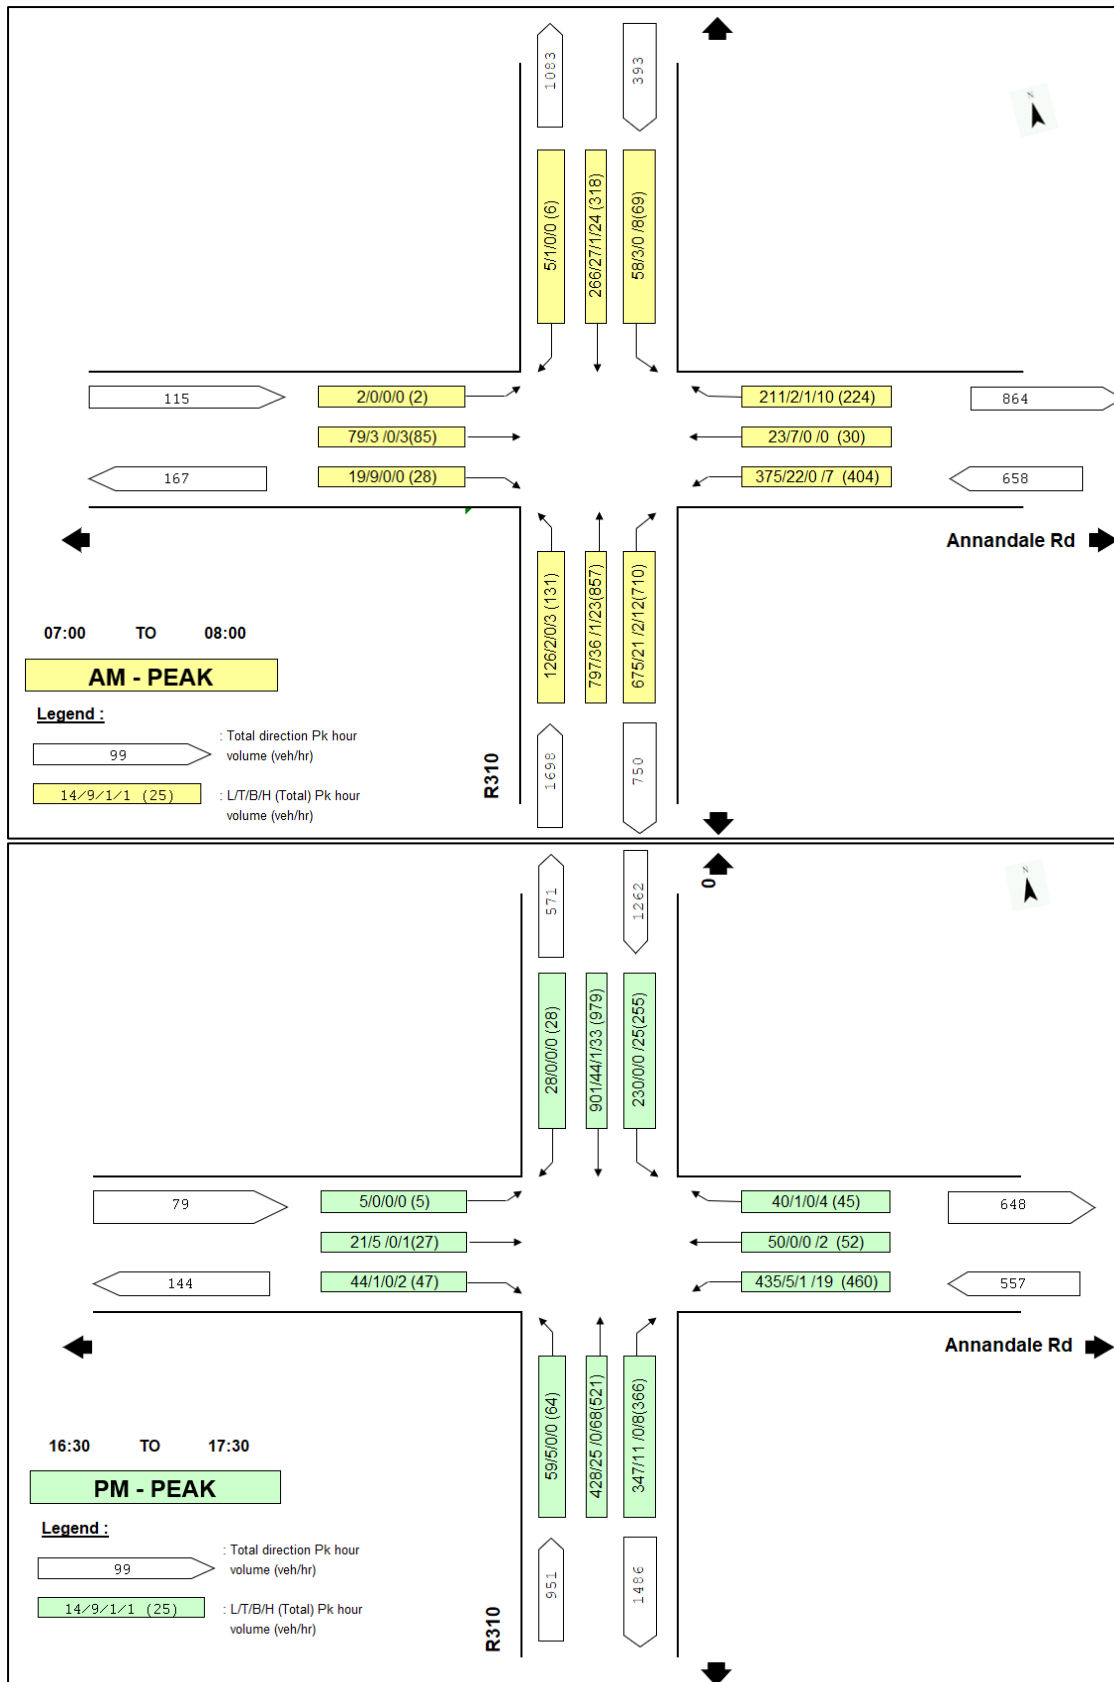 1083
393
N
5/1/0/0 (6)
266/27/1/24 (318)
58/3/0 /8(69)
115
2/0/0/0 (2)
211/2/1/10 (224)
864
79/3 /0/3(85)
23/7/0 /0 (30)
167
19/9/0/0 (28)
375/22/0 /7 (404)
658
Annandale Rd
126/2/0/3 (131)
797/36 /1/23(857)
675/21 /2/12(710)
07:00 TO 08:00
AM - PEAK
Legend :
99
: Total direction Pk hour
volume (veh/hr)
14/9/1/1 (25)
: L/T/B/H (Total) Pk hour
volume (veh/hr)
R310
1698
750
571
1262
0
N
28/0/0/0 (28)
901/44/1/33 (979)
230/0/0 /25(255)
79
5/0/0/0 (5)
40/1/0/4 (45)
648
21/5 /0/1(27)
50/0/0 /2 (52)
144
44/1/0/2 (47)
435/5/1 /19 (460)
557
Annandale Rd
59/5/0/0 (64)
428/25 /0/68(521)
347/11 /0/8(366)
16:30 TO 17:30
PM - PEAK
Legend :
99
: Total direction Pk hour
volume (veh/hr)
14/9/1/1 (25)
: L/T/B/H (Total) Pk hour
volume (veh/hr)
R310
951
1486